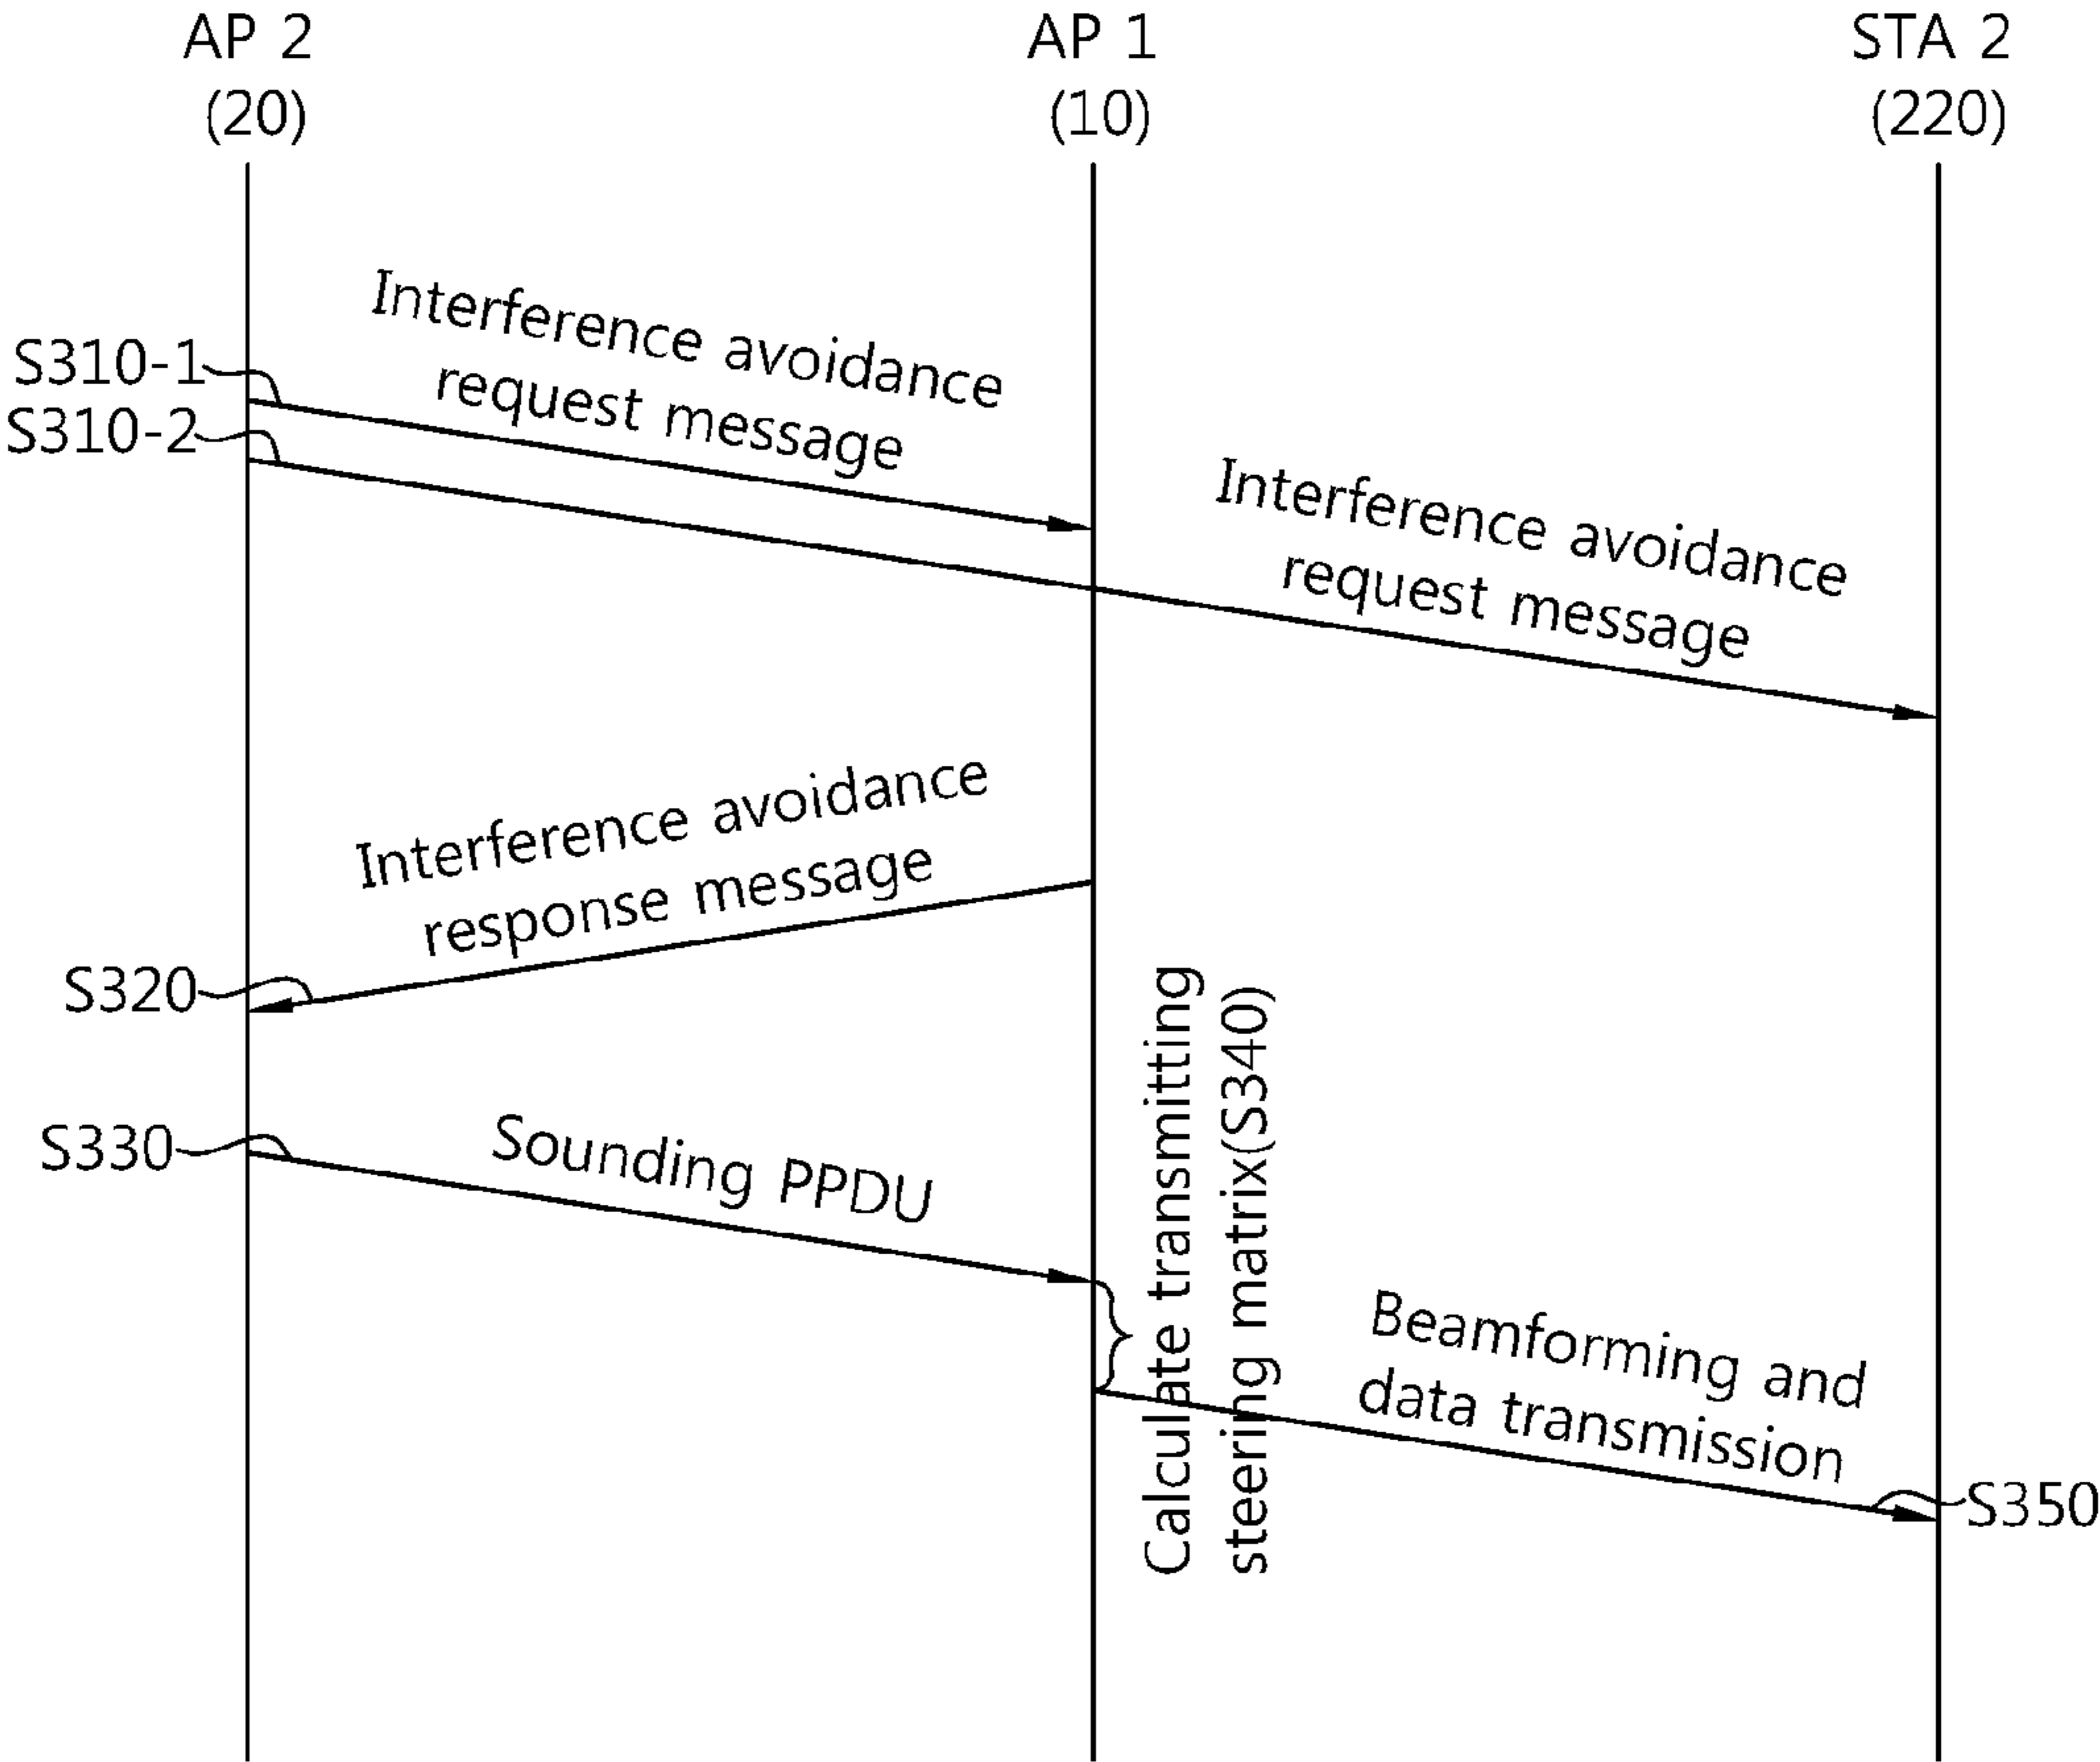 AP 2
(20)
AP 1
(10)
STA 2
(220)
Interference avoidance
request message
S310-1
S310-2
Interference avoidance
request message
Interference avoidance
response message
S320
Calculate transmitting
steering matrix(S340)
S330
Sounding PPDU
Beamforming and
data transmission
S350